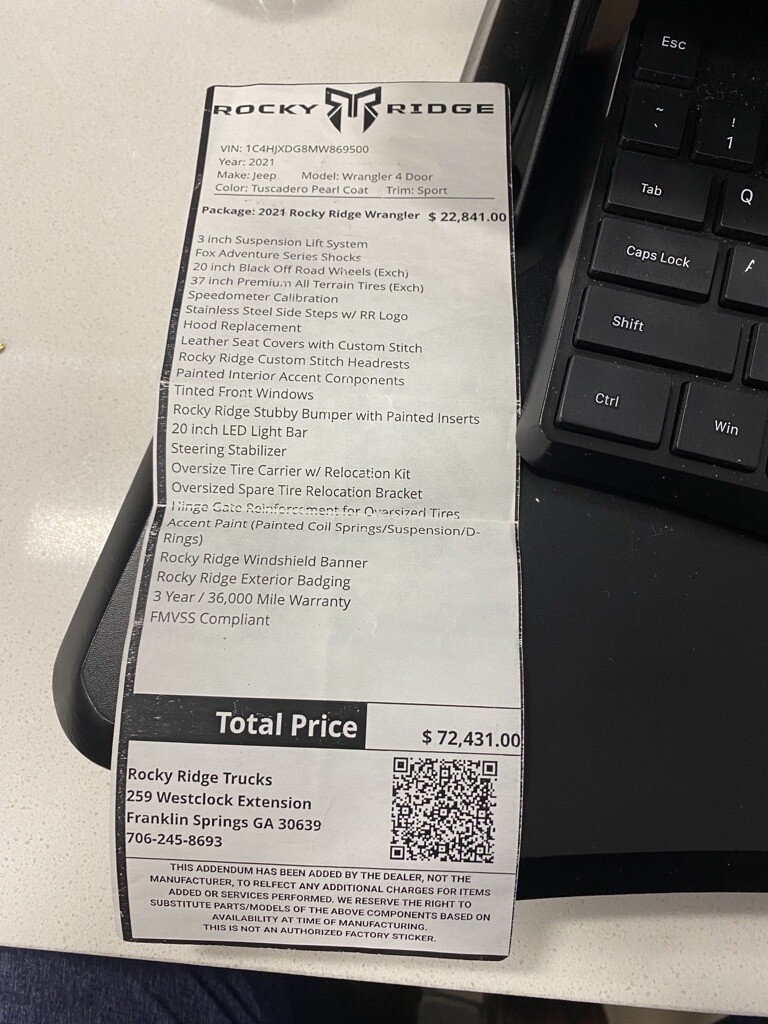 ROCKY RIDGE
VIN: 1C4HJXDG8MW869500
Year: 2021
Make: Jeep Model: Wrangler 4 Door
Color: Tuscadero Pearl Coat Trim: Sport
Package: 2021 Rocky Ridge Wrangler $ 22,841.00
3 inch Suspension Lift System
Fox Adventure Series Shocks
20 inch Black Off Road Wheels (Exch)
37 inch Premium All Terrain Tires (Exch)
Speedometer Calibration
Stainless Steel Side Steps w/ RR Logo
Hood Replacement
Leather Seat Covers with Custom Stitch
Rocky Ridge Custom Stitch Headrests
Painted Interior Accent Components
Tinted Front Windows
Rocky Ridge Stubby Bumper with Painted Inserts
20 inch LED Light Bar
Steering Stabilizer
Oversize Tire Carrier w/ Relocation Kit
Oversized Spare Tire Relocation Bracket
Hinge Gate Reinforcement for Oversized Tires
Accent Paint (Painted Coil Springs/Suspension/D-
Rings)
Rocky Ridge Windshield Banner
Rocky Ridge Exterior Badging
3 Year / 36,000 Mile Warranty
FMVSS Compliant
Total Price $ 72,431.00
Rocky Ridge Trucks
259 Westclock Extension
Franklin Springs GA 30639
706-245-8693
THIS ADDENDUM HAS BEEN ADDED BY THE DEALER, NOT THE
MANUFACTURER, TO RELFECT ANY ADDITIONAL CHARGES FOR ITEMS
ADDED OR SERVICES PERFORMED. WE RESERVE THE RIGHT TO
SUBSTITUTE PARTS/MODELS OF THE ABOVE COMPONENTS BASED ON
AVAILABILITY AT TIME OF MANUFACTURING.
THIS IS NOT AN AUTHORIZED FACTORY STICKER.
Esc
~ !
` 1
Tab Q
Caps Lock A
Shift
Ctrl Win